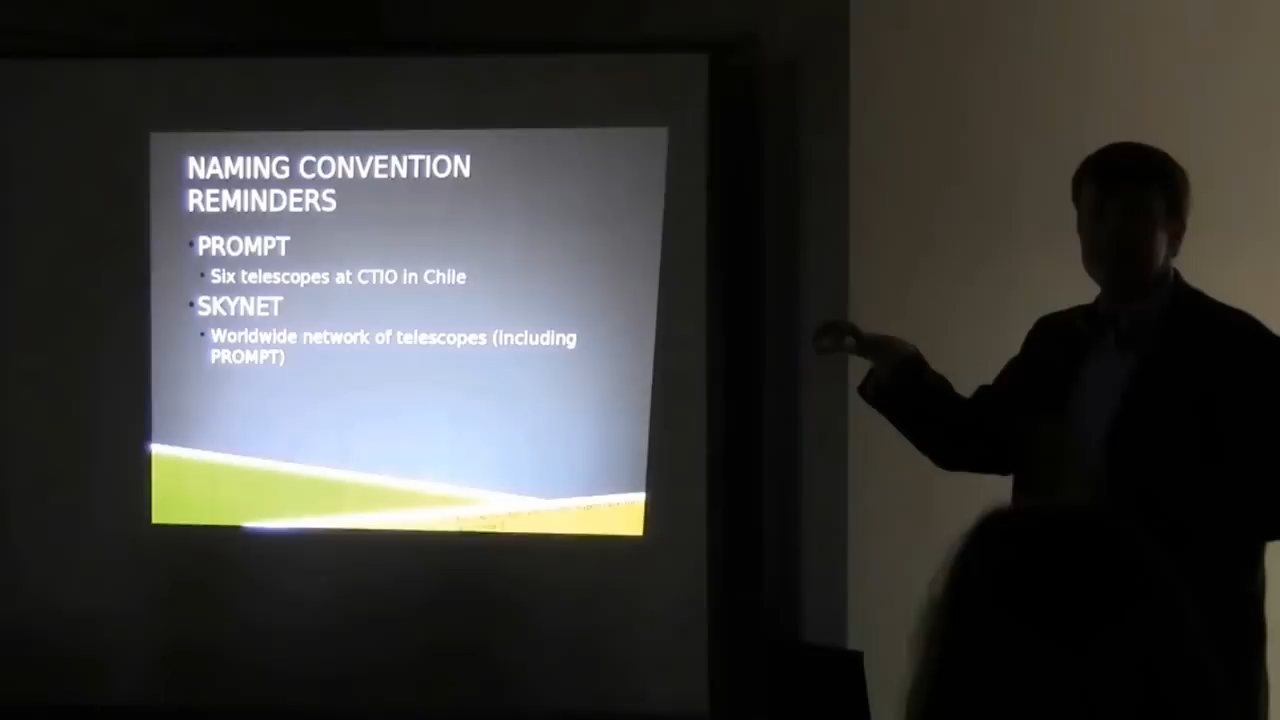 NAMING CONVENTION
REMINDERS
PROMPT
Six telescopes at CTIO in Chile
SKYNET
Worldwide network of telescopes (including
PROMPT)